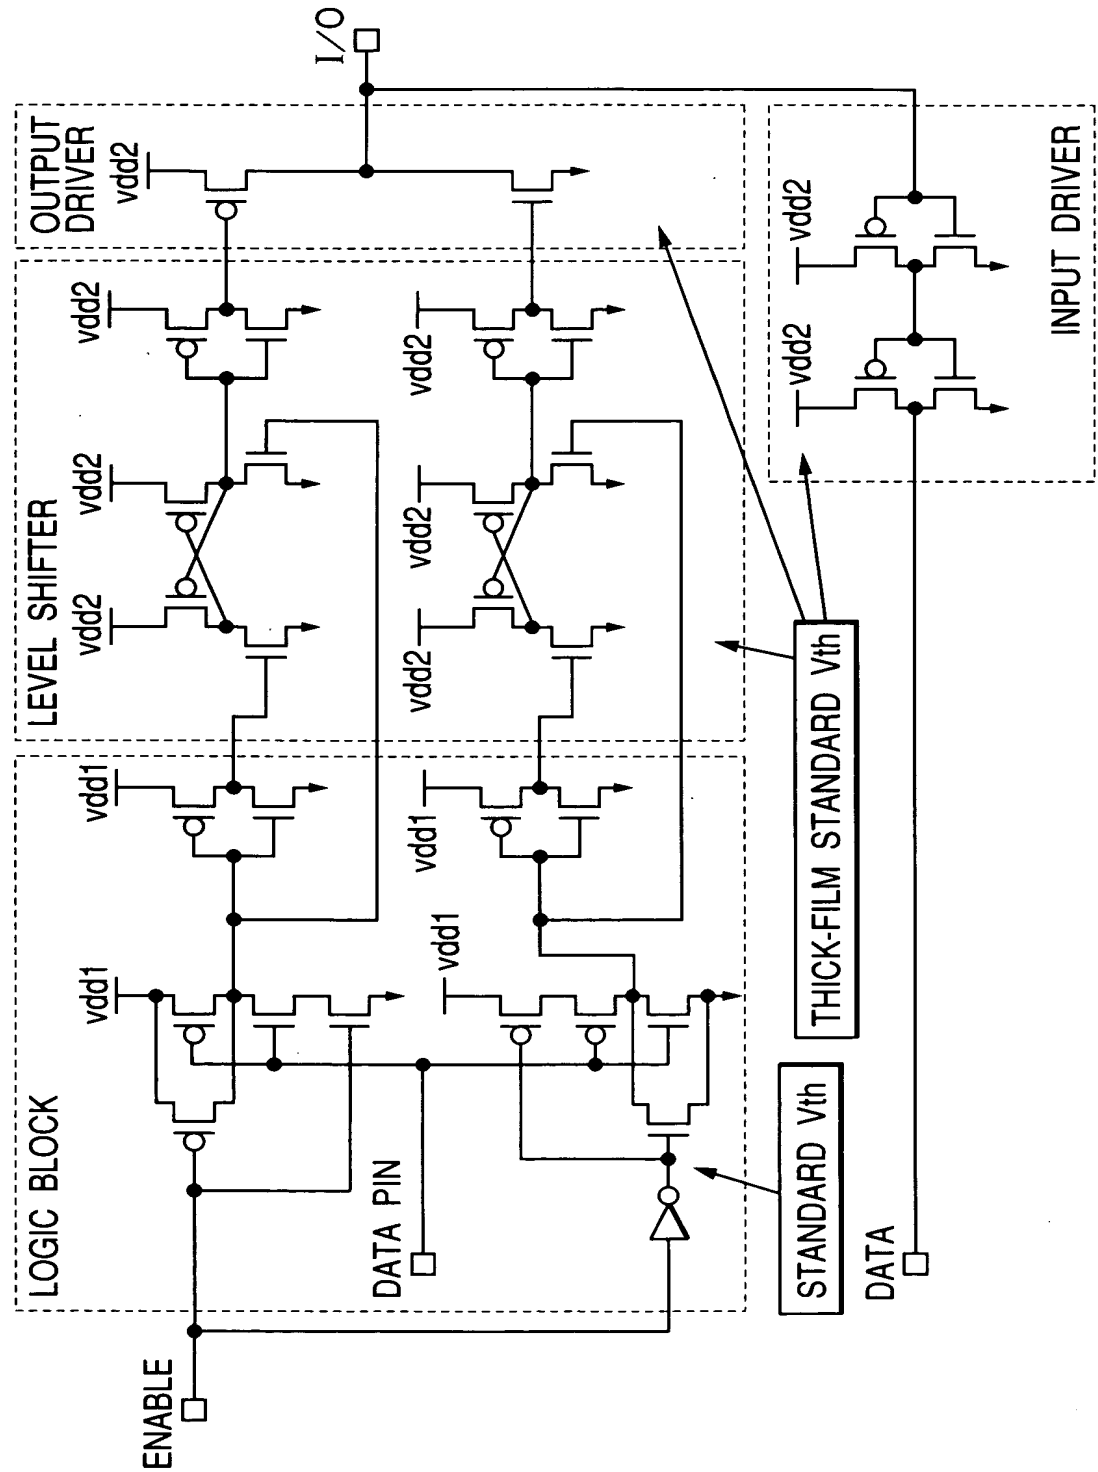 ENABLE
LOGIC BLOCK
DATA PIN
vdd1
vdd1
vdd1
vdd1
LEVEL SHIFTER
vdd2
vdd2
vdd2
vdd2
vdd2
vdd2
OUTPUT
DRIVER
vdd2
I/O
STANDARD Vth
THICK-FILM STANDARD Vth
DATA
vdd2
vdd2
INPUT DRIVER